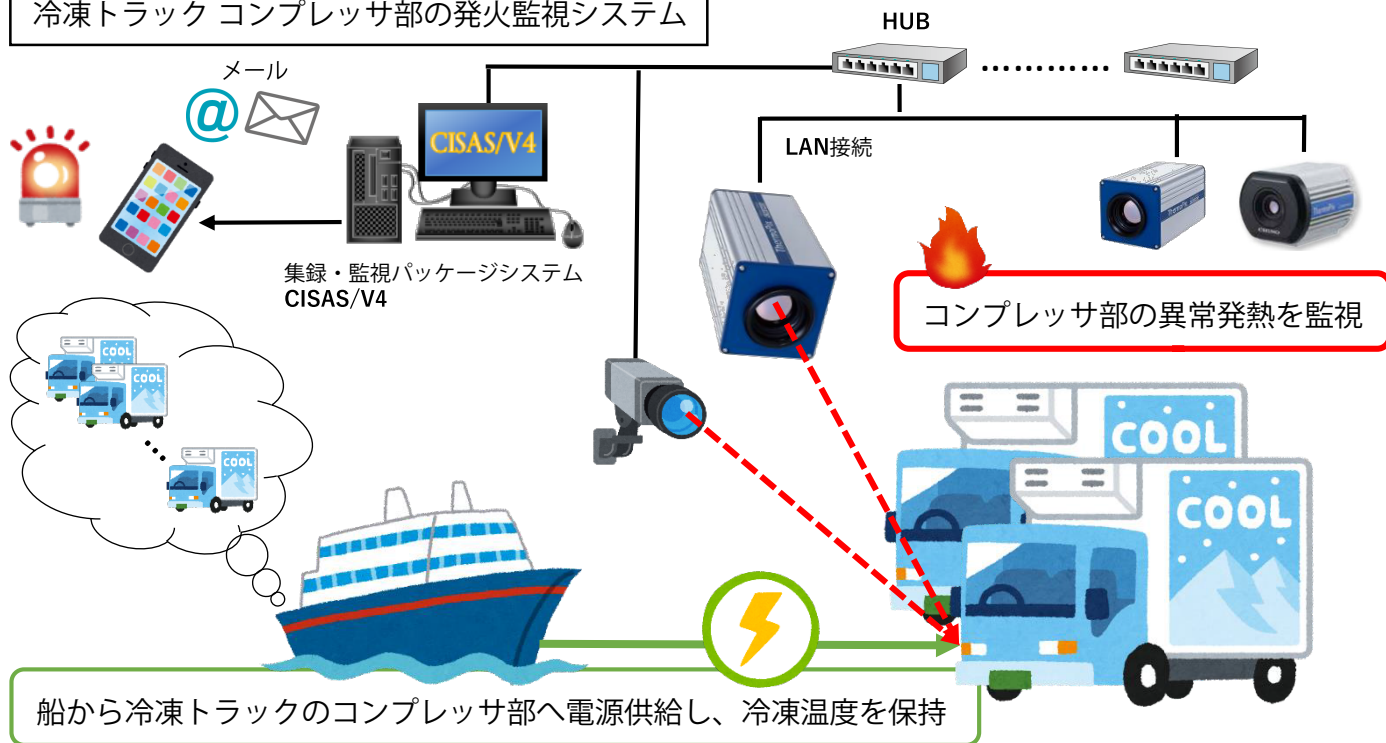 冷凍トラック コンプレッサ部の発火監視システム
HUB
メール
@
CISAS/V4
LAN接続
集録・監視パッケージシステム
CISAS/V4
コンプレッサ部の異常発熱を監視
COOL
COOL
COOL
COOL
COOL
船から冷凍トラックのコンプレッサ部へ電源供給し、冷凍温度を保持